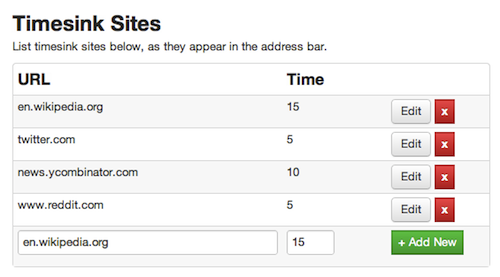 Timesink Sites
List timesink sites below, as they appear in the address bar.
URL Time
en.wikipedia.org 15 Edit x
twitter.com 5 Edit x
news.ycombinator.com 10 Edit x
www.reddit.com 5 Edit x
en.wikipedia.org 15 + Add New